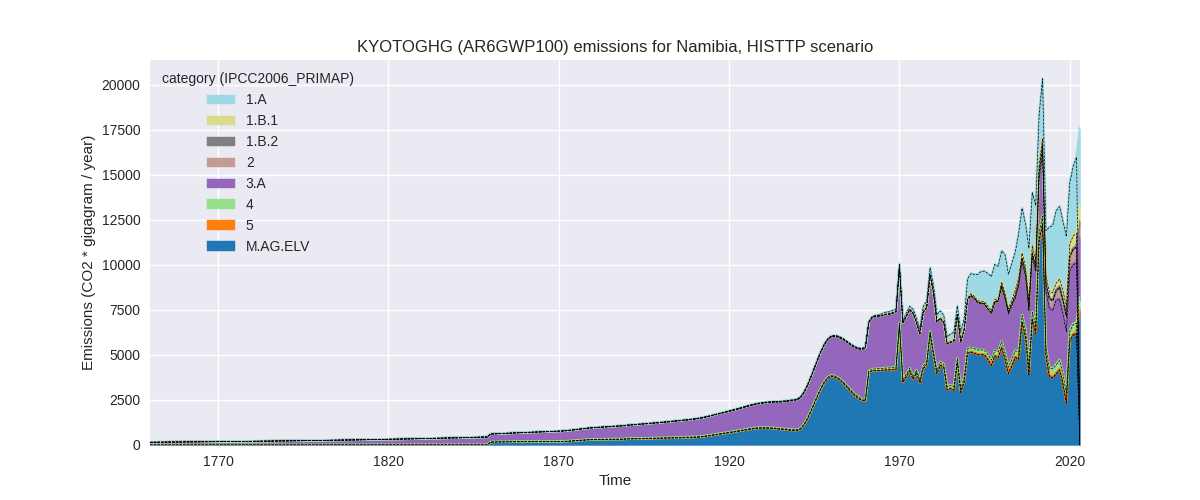 KYOTOGHG (AR6GWP100) emissions for Namibia, HISTTP scenario
category (IPCC2006_PRIMAP)
1.A
1.B.1
1.B.2
2
3.A
4
5
M.AG.ELV
Emissions (CO2 * gigagram / year)
20000
17500
15000
12500
10000
7500
5000
2500
0
1770
1820
1870
1920
1970
2020
Time